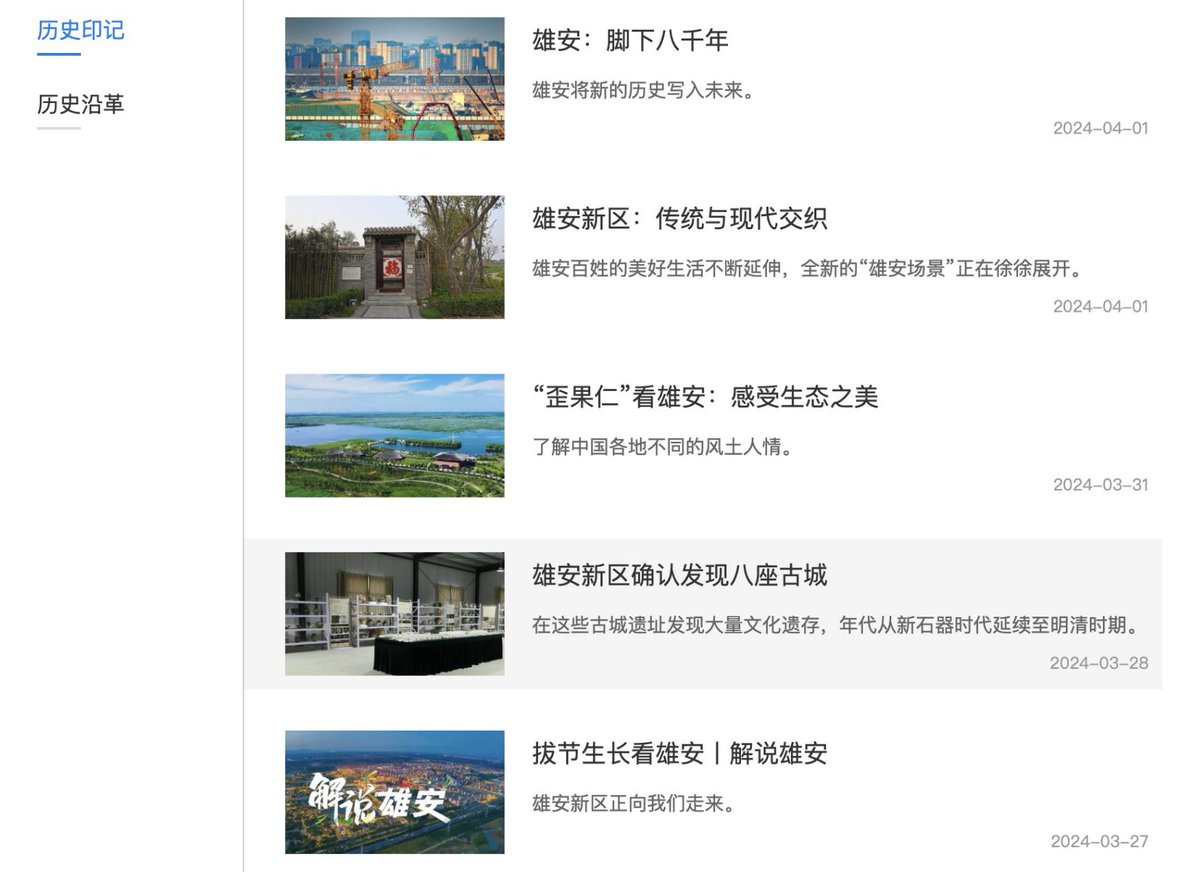 历史印记
历史沿革
雄安：脚下八千年
雄安将新的历史写入未来。
2024-04-01
福
雄安新区：传统与现代交织
雄安百姓的美好生活不断延伸，全新的“雄安场景”正在徐徐展开。
2024-04-01
“歪果仁”看雄安：感受生态之美
了解中国各地不同的风土人情。
2024-03-31
雄安新区确认发现八座古城
在这些古城遗址发现大量文化遗存，年代从新石器时代延续至明清时期。
2024-03-28
解说雄安
拔节生长看雄安丨解说雄安
雄安新区正向我们走来。
2024-03-27